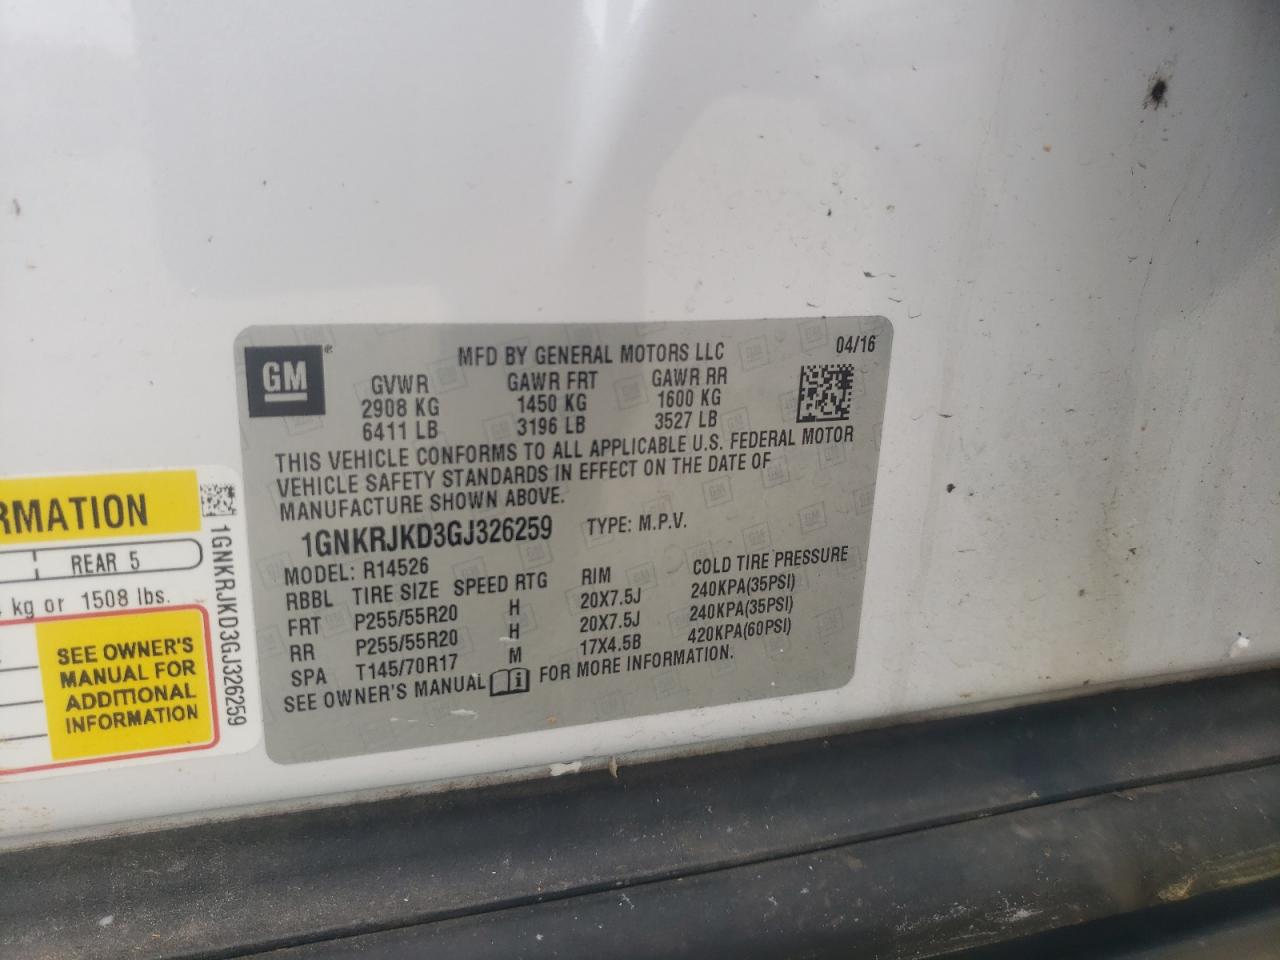 GM
MFD BY GENERAL MOTORS LLC 04/16
GVWR GAWR FRT GAWR RR
2908 KG 1450 KG 1600 KG
6411 LB 3196 LB 3527 LB
THIS VEHICLE CONFORMS TO ALL APPLICABLE U.S. FEDERAL MOTOR
VEHICLE SAFETY STANDARDS IN EFFECT ON THE DATE OF
MANUFACTURE SHOWN ABOVE.
1GNKRJKD3GJ326259 TYPE: M.P.V.
MODEL: R14526
RBBL TIRE SIZE SPEED RTG RIM COLD TIRE PRESSURE
FRT P255/55R20 H 20X7.5J 240KPA(35PSI)
RR P255/55R20 H 20X7.5J 240KPA(35PSI)
SPA T145/70R17 M 17X4.5B 420KPA(60PSI)
SEE OWNER'S MANUAL FOR MORE INFORMATION.
RMATION
REAR 5
kg or 1508 lbs.
SEE OWNER'S
MANUAL FOR
ADDITIONAL
INFORMATION
1GNKRJKD3GJ326259